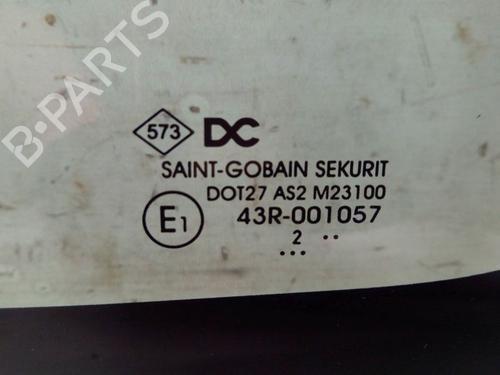 B-PARTS
573 DC
SAINT-GOBAIN SEKURIT
DOT27 AS2 M23100
E1 43R-001057
2 ..
...